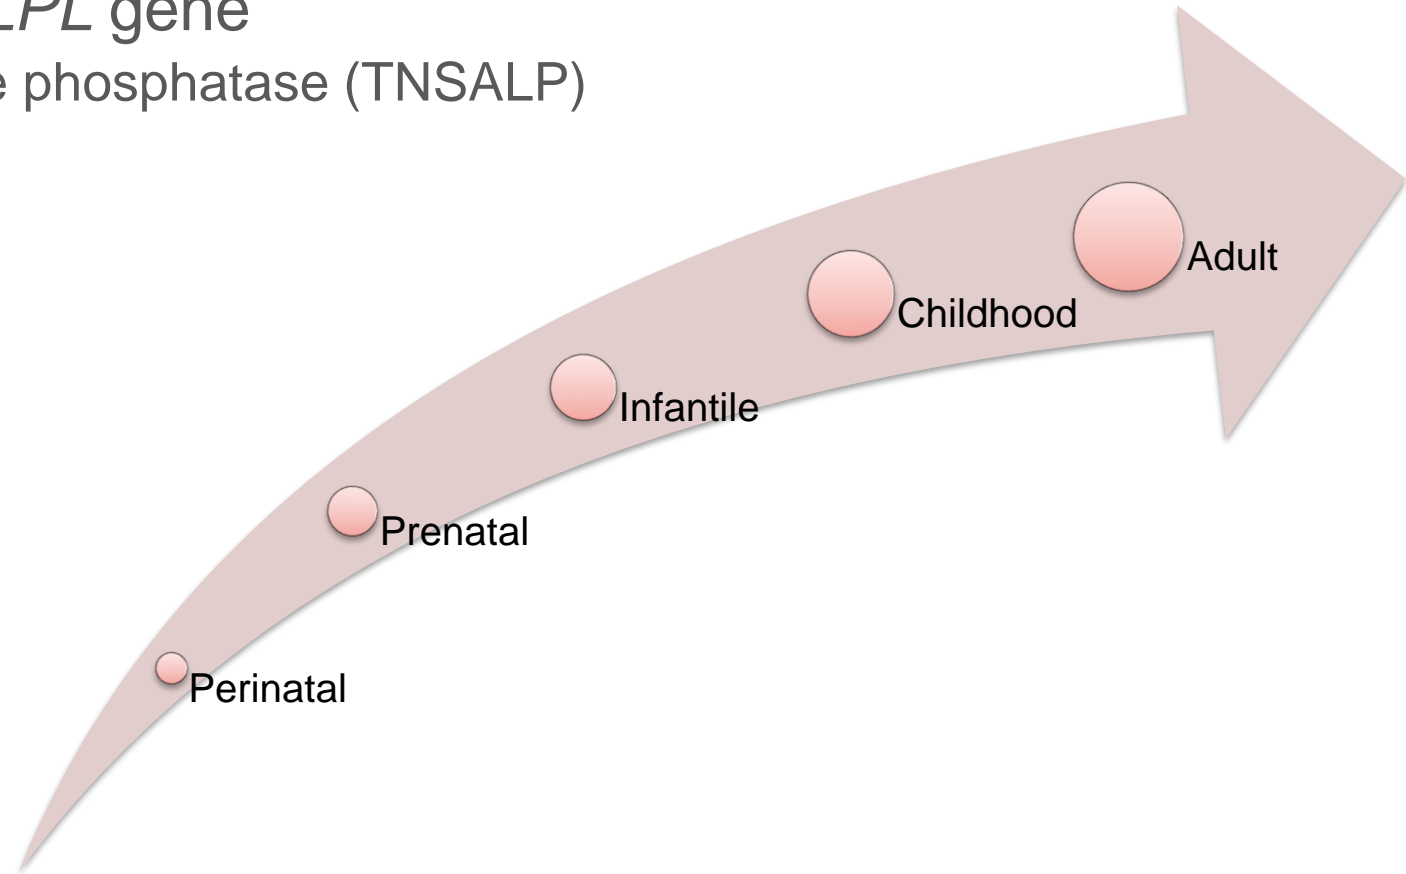 LPL gene
e phosphatase (TNSALP)
Adult
Childhood
Infantile
Prenatal
Perinatal